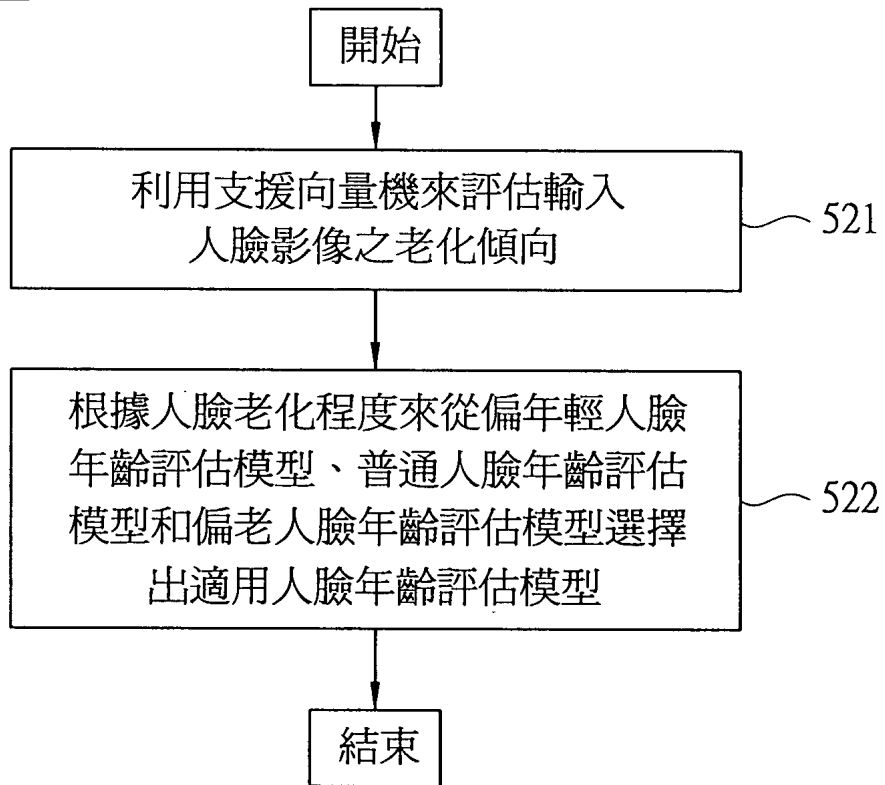 開始
利用支援向量機來評估輸入
人臉影像之老化傾向
521
根據人臉老化程度來從偏年輕人臉
年齡評估模型、普通人臉年齡評估
模型和偏老人臉年齡評估模型選擇
出適用人臉年齡評估模型
522
結束